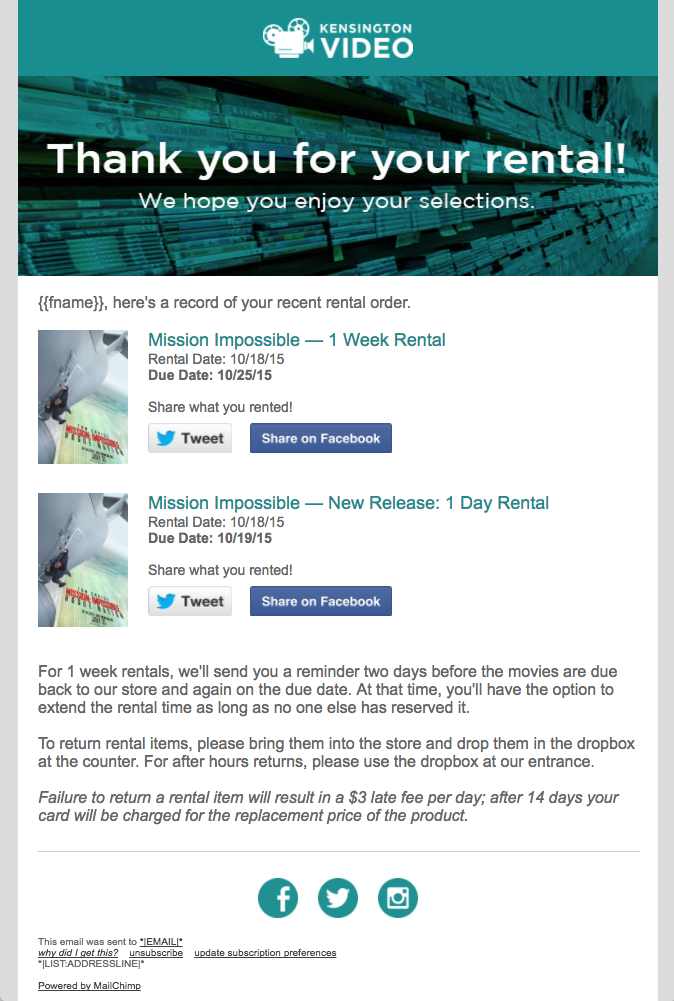 KENSINGTON
VIDEO
Thank you for your rental!
We hope you enjoy your selections.
{{fname}}, here's a record of your recent rental order.
Mission Impossible — 1 Week Rental
Rental Date: 10/18/15
Due Date: 10/25/15
Share what you rented!
Tweet
Share on Facebook
TOM CRUISE
MISSION: IMPOSSIBLE
ROGUE NATION
Mission Impossible — New Release: 1 Day Rental
Rental Date: 10/18/15
Due Date: 10/19/15
Share what you rented!
Tweet
Share on Facebook
TOM CRUISE
MISSION: IMPOSSIBLE
ROGUE NATION
For 1 week rentals, we'll send you a reminder two days before the movies are due
back to our store and again on the due date. At that time, you'll have the option to
extend the rental time as long as no one else has reserved it.
To return rental items, please bring them into the store and drop them in the dropbox
at the counter. For after hours returns, please use the dropbox at our entrance.
Failure to return a rental item will result in a $3 late fee per day; after 14 days your
card will be charged for the replacement price of the product.
This email was sent to *|EMAIL|*
why did I get this? unsubscribe update subscription preferences
*|LIST:ADDRESSLINE|*
Powered by MailChimp